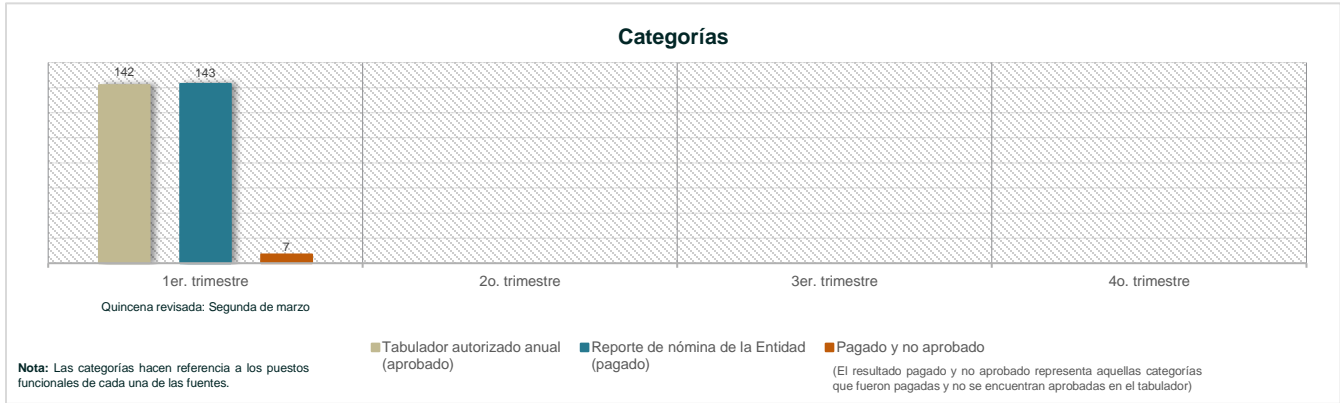 Categorías
142
143
7
1er. trimestre
2o. trimestre
3er. trimestre
4o. trimestre
Quincena revisada: Segunda de marzo
Tabulador autorizado anual
(aprobado)
Reporte de nómina de la Entidad
(pagado)
Pagado y no aprobado
(El resultado pagado y no aprobado representa aquellas categorías
que fueron pagadas y no se encuentran aprobadas en el tabulador)
Nota: Las categorías hacen referencia a los puestos
funcionales de cada una de las fuentes.